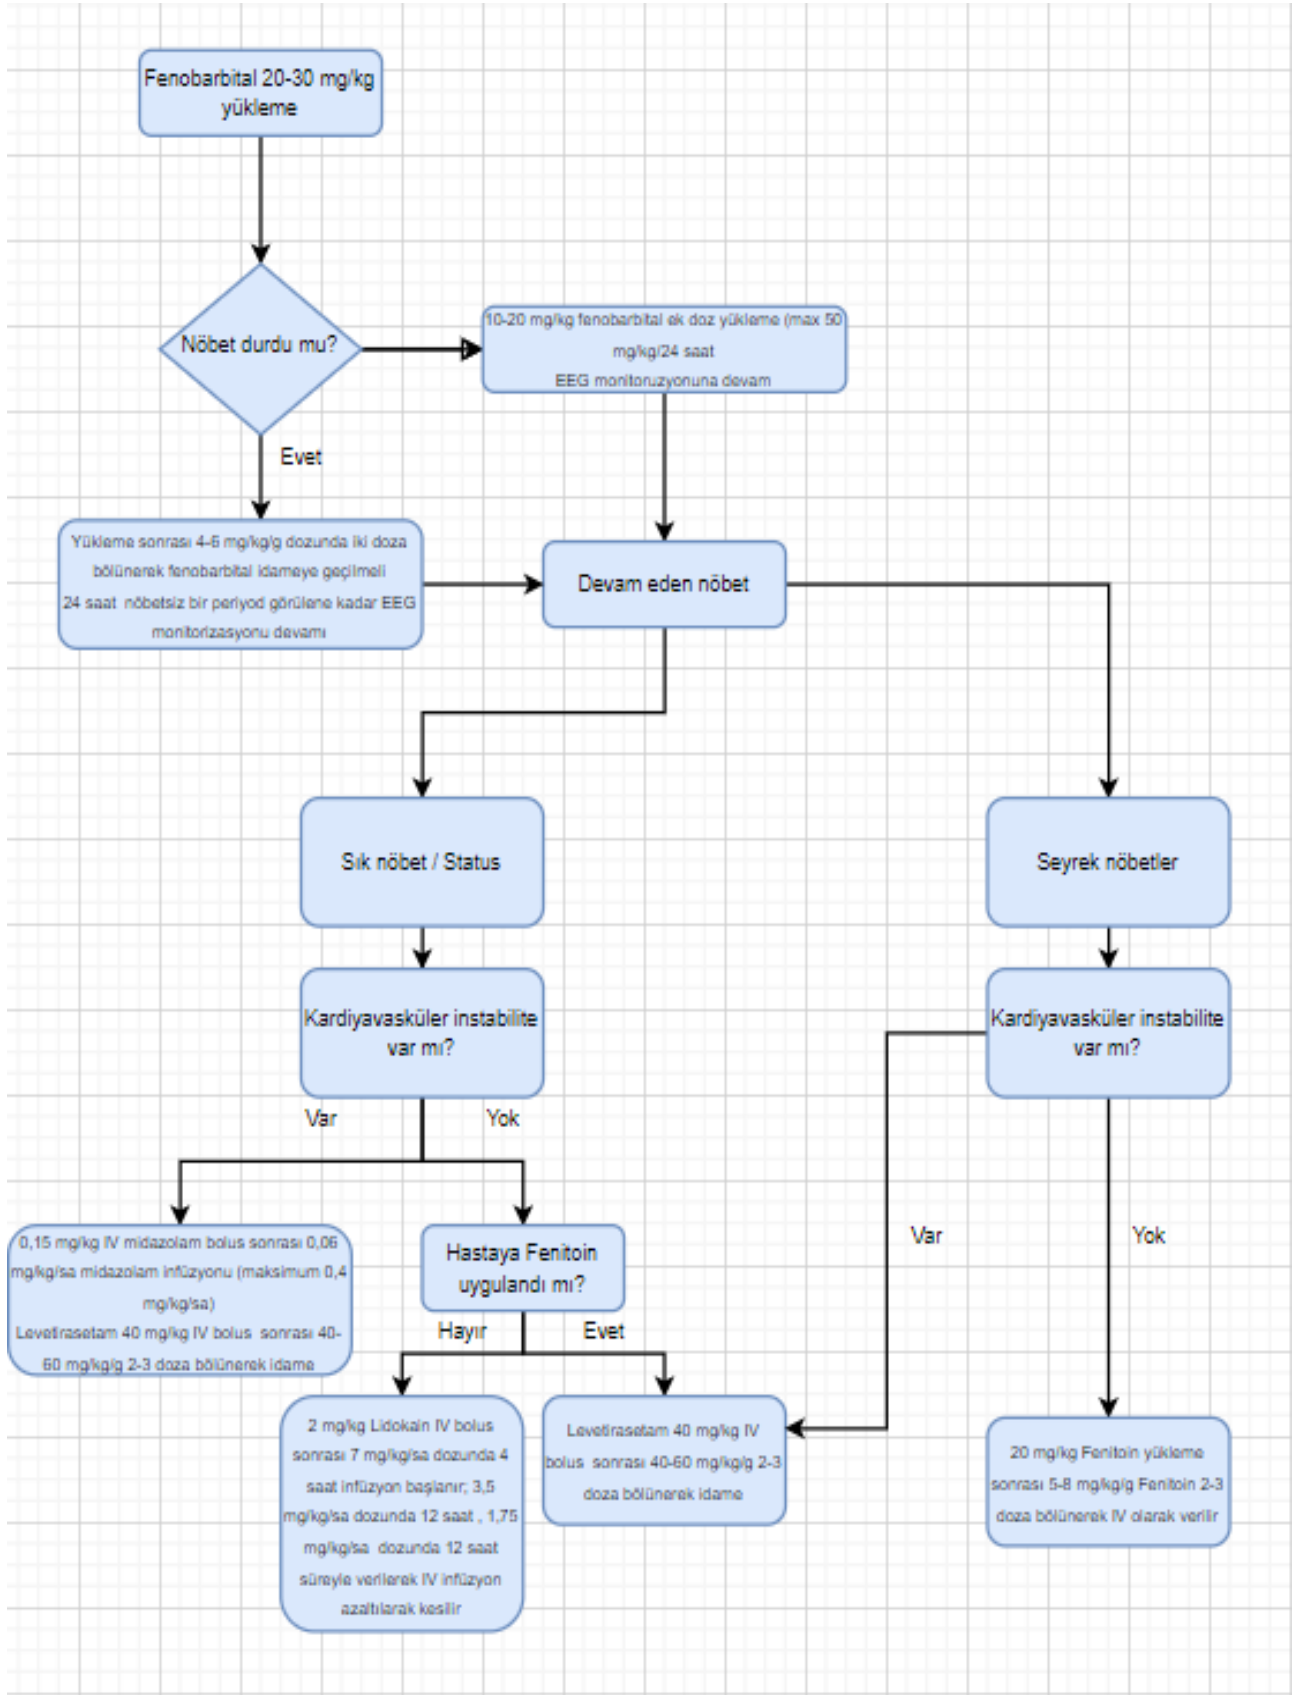 Fenobarbital 20-30 mg/kg
yükleme
Nöbet durdu mu?
10-20 mg/kg fenobarbital ek doz yükleme (max 50
mg/kg/24 saat
EEG monitoruzyonuna devam
Evet
Yükleme sonrası 4-6 mg/kg/g dozunda iki doza
bölünerek fenobarbital idameye geçilmeli
24 saat nöbetsiz bir periyod görülene kadar EEG
monitorizasyonu devamı
Devam eden nöbet
Sık nöbet / Status
Seyrek nöbetler
Kardiyavasküler instabilite
var mı?
Kardiyavasküler instabilite
var mı?
Var
Yok
0,15 mg/kg IV midazolam bolus sonrası 0,06
mg/kg/sa midazolam infüzyonu (maksimum 0,4
mg/kg/sa)
Levetirasetam 40 mg/kg IV bolus sonrası 40-
60 mg/kg/g 2-3 doza bölünerek idame
Hastaya Fenitoin
uygulandı mı?
Var
Yok
Hayır
Evet
2 mg/kg Lidokain IV bolus
sonrası 7 mg/kg/sa dozunda 4
saat infüzyon başlanır; 3,5
mg/kg/sa dozunda 12 saat , 1,75
mg/kg/sa dozunda 12 saat
süreyle verilerek IV infüzyon
azaltılarak kesilir
Levetirasetam 40 mg/kg IV
bolus sonrası 40-60 mg/kg/g 2-3
doza bölünerek idame
20 mg/kg Fenitoin yükleme
sonrası 5-8 mg/kg/g Fenitoin 2-3
doza bölünerek IV olarak verilir